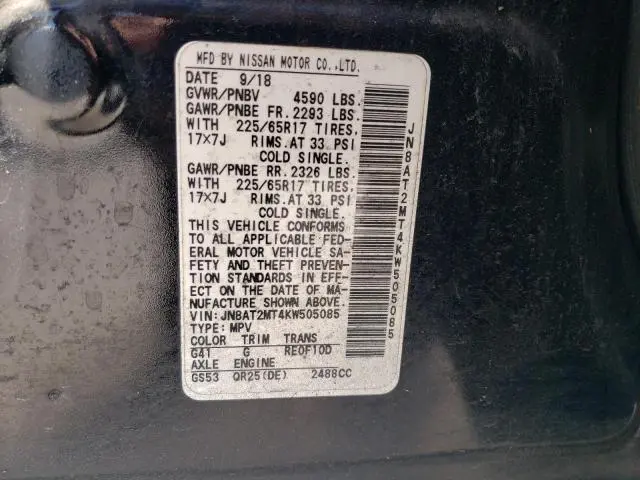 MFD BY NISSAN MOTOR CO.,LTD.
DATE 9/18
GVWR/PNBV 4590 LBS.
GAWR/PNBE FR. 2293 LBS.
WITH 225/65R17 TIRES,
17X7J RIMS.AT 33 PSI
COLD SINGLE.
GAWR/PNBE RR. 2326 LBS.
WITH 225/65R17 TIRES,
17X7J RIMS.AT 33 PSI
COLD SINGLE.
THIS VEHICLE CONFORMS
TO ALL APPLICABLE FED-
ERAL MOTOR VEHICLE SA-
FETY AND THEFT PREVEN-
TION STANDARDS IN EFF-
ECT ON THE DATE OF MA-
NUFACTURE SHOWN ABOVE.
VIN: JN8AT2MT4KW505085
TYPE: MPV
COLOR TRIM TRANS
G41 G RE0F10D
AXLE ENGINE
GS53 QR25(DE) 2488CC
JN8AT2MT4KW505085